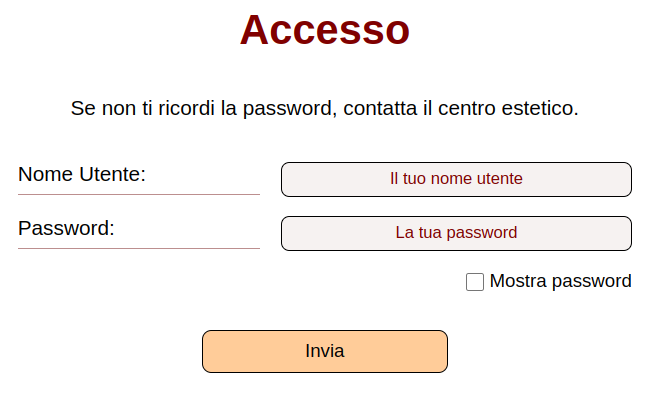 Accesso
Se non ti ricordi la password, contatta il centro estetico.
Nome Utente:
Il tuo nome utente
Password:
La tua password
Mostra password
Invia